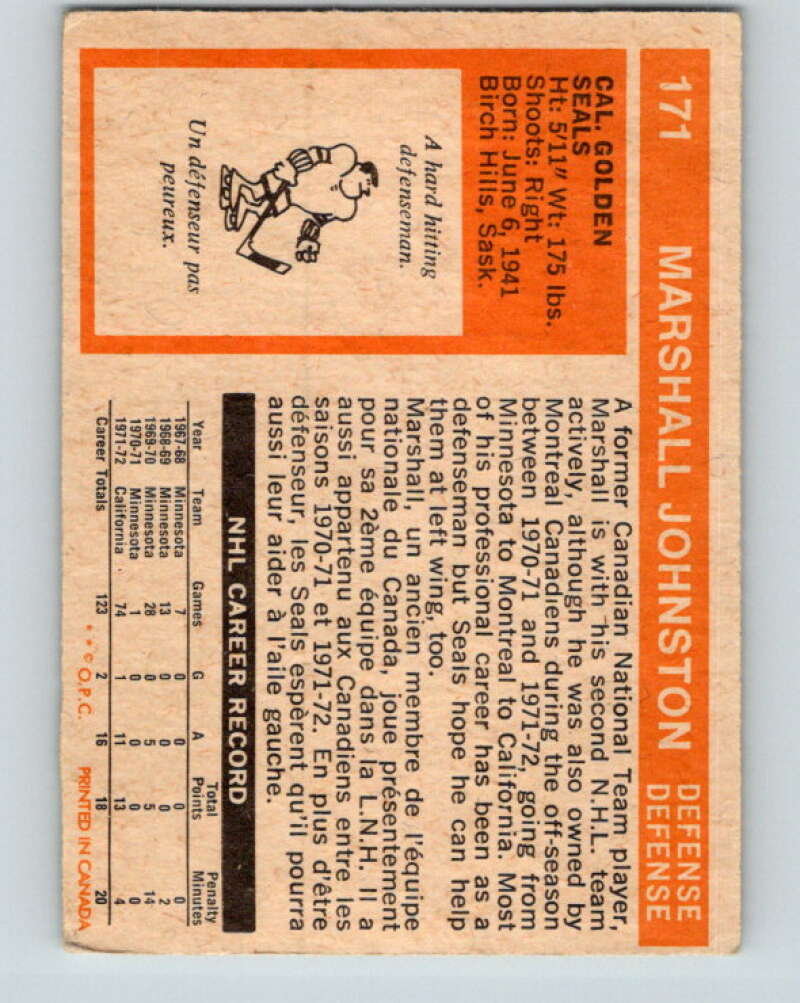 171 MARSHALL JOHNSTON DEFENSE
DEFENSE
CAL. GOLDEN
SEALS
Ht: 5'11" Wt: 175 lbs.
Shoots: Right
Born: June 6, 1941
Birch Hills, Sask.
A hard hitting
defenseman.
Un défenseur pas
peureux.
A former Canadian National Team player,
Marshall is with his second N.H.L. team
actively, although he was also owned by
Montreal Canadiens during the off-season
between 1970-71 and 1971-72, going from
Minnesota to Montreal to California. Most
of his professional career has been as a
defenseman but Seals hope he can help
them at left wing, too.
Marshall, un ancien membre de l'équipe
nationale du Canada, joue présentement
pour sa 2ème équipe dans la L.N.H. Il a
aussi appartenu aux Canadiens entre les
saisons 1970-71 et 1971-72. En plus d'être
défenseur, les Seals espèrent qu'il pourra
aussi leur aider à l'aile gauche.
NHL CAREER RECORD
Year Team Games G A Total Points Penalty Minutes
1967-68 Minnesota 7 0 0 0 0
1968-69 Minnesota 13 0 0 0 2
1969-70 Minnesota 28 0 5 5 14
1970-71 Minnesota 1 0 0 0 0
1971-72 California 74 1 11 13 4
Career Totals 123 2 16 18 20
* * © O.P.C. PRINTED IN CANADA